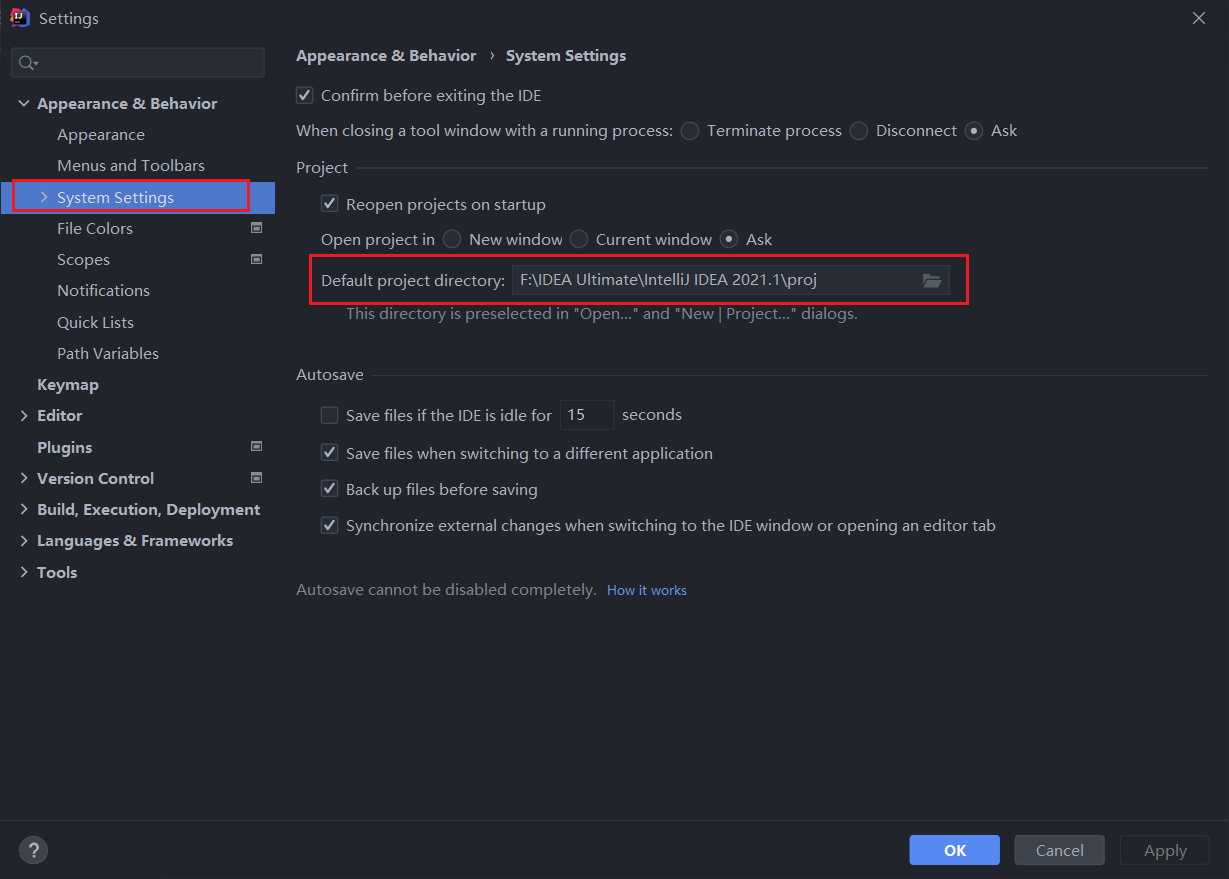 Settings
Appearance & Behavior
Appearance
Menus and Toolbars
System Settings
File Colors
Scopes
Notifications
Quick Lists
Path Variables
Keymap
Editor
Plugins
Version Control
Build, Execution, Deployment
Languages & Frameworks
Tools
Appearance & Behavior › System Settings
Confirm before exiting the IDE
When closing a tool window with a running process: Terminate process Disconnect Ask
Project
Reopen projects on startup
Open project in New window Current window Ask
Default project directory: F:\IDEA Ultimate\IntelliJ IDEA 2021.1\proj
This directory is preselected in "Open..." and "New | Project..." dialogs.
Autosave
Save files if the IDE is idle for 15 seconds
Save files when switching to a different application
Back up files before saving
Synchronize external changes when switching to the IDE window or opening an editor tab
Autosave cannot be disabled completely. How it works
? OK Cancel Apply